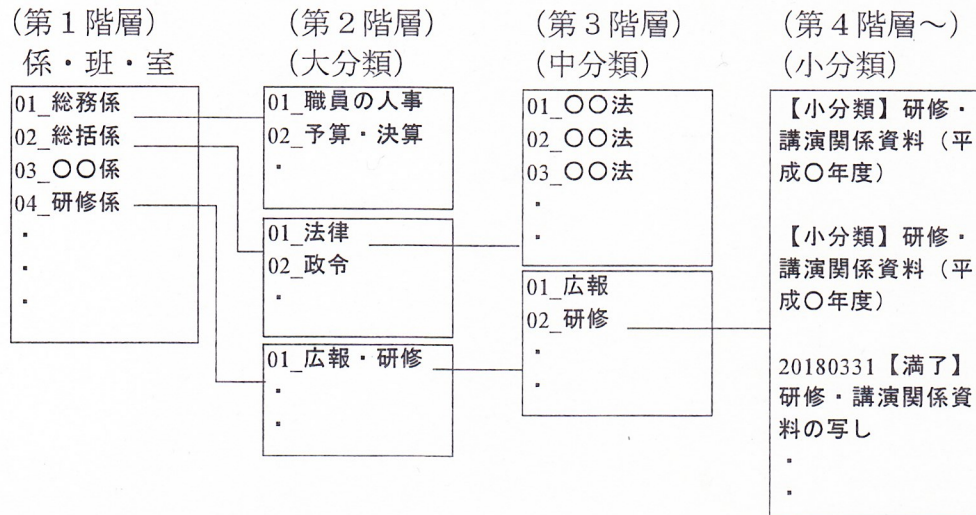 (第1階層)
係・班・室
01_総務係
02_総括係
03_〇〇係
04_研修係
・
・
・
(第2階層)
(大分類)
01_職員の人事
02_予算・決算
・
01_法律
02_政令
・
01_広報・研修
・
・
(第3階層)
(中分類)
01_〇〇法
02_〇〇法
03_〇〇法
・
・
01_広報
02_研修
・
・
(第4階層～)
(小分類)
【小分類】研修・
講演関係資料（平
成〇年度）
【小分類】研修・
講演関係資料（平
成〇年度）
20180331【満了】
研修・講演関係資
料の写し
・
・